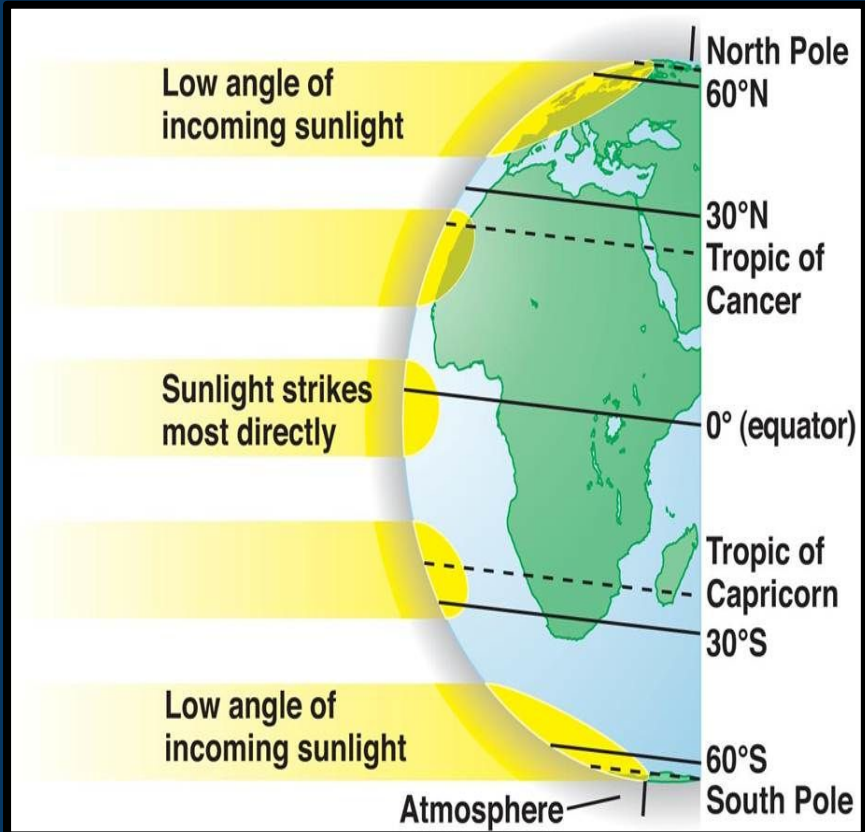 North Pole
60°N
Low angle of
incoming sunlight
30°N
Tropic of
Cancer
Sunlight strikes
most directly
0° (equator)
Tropic of
Capricorn
30°S
Low angle of
incoming sunlight
60°S
South Pole
Atmosphere